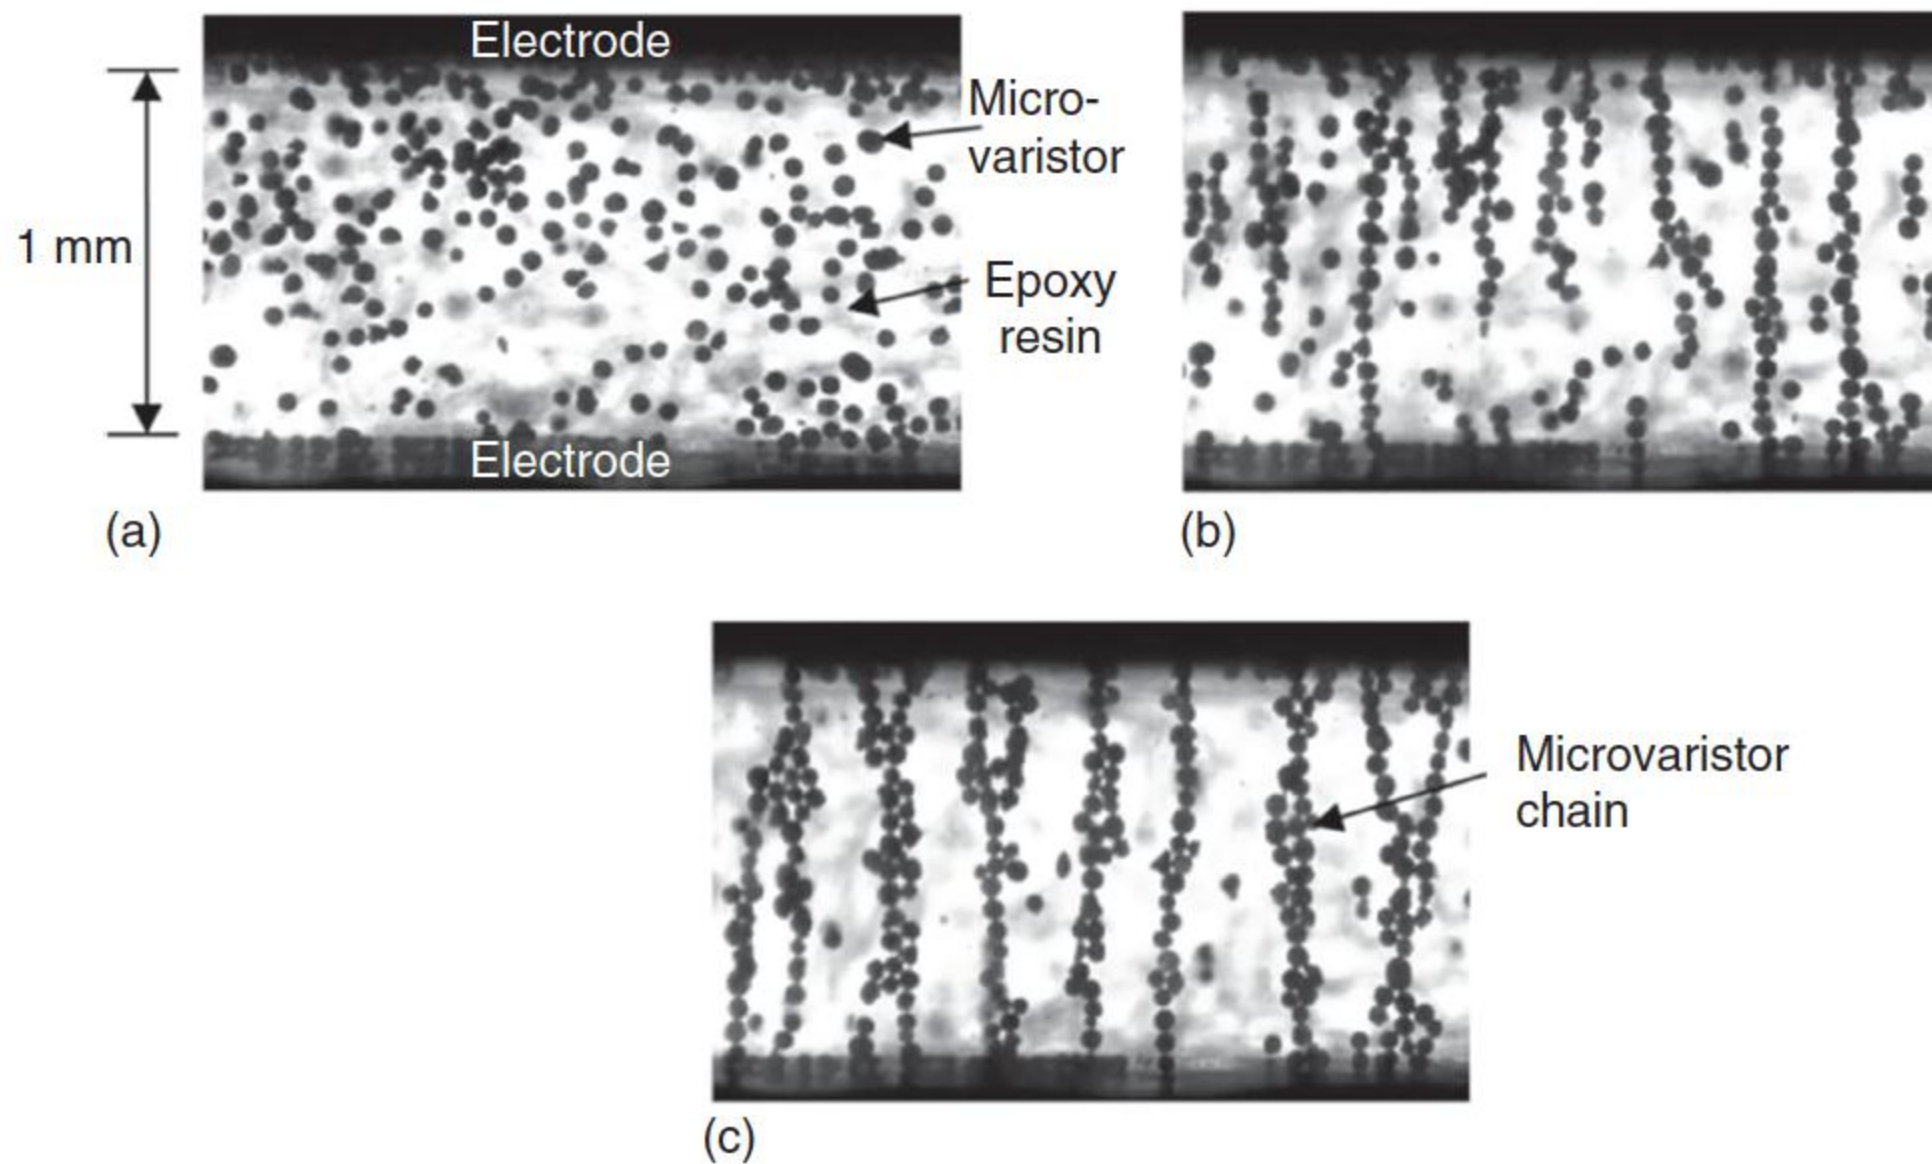 Electrode
Micro-
varistor
1 mm
Epoxy
resin
Electrode
(a)
(b)
Microvaristor
chain
(c)